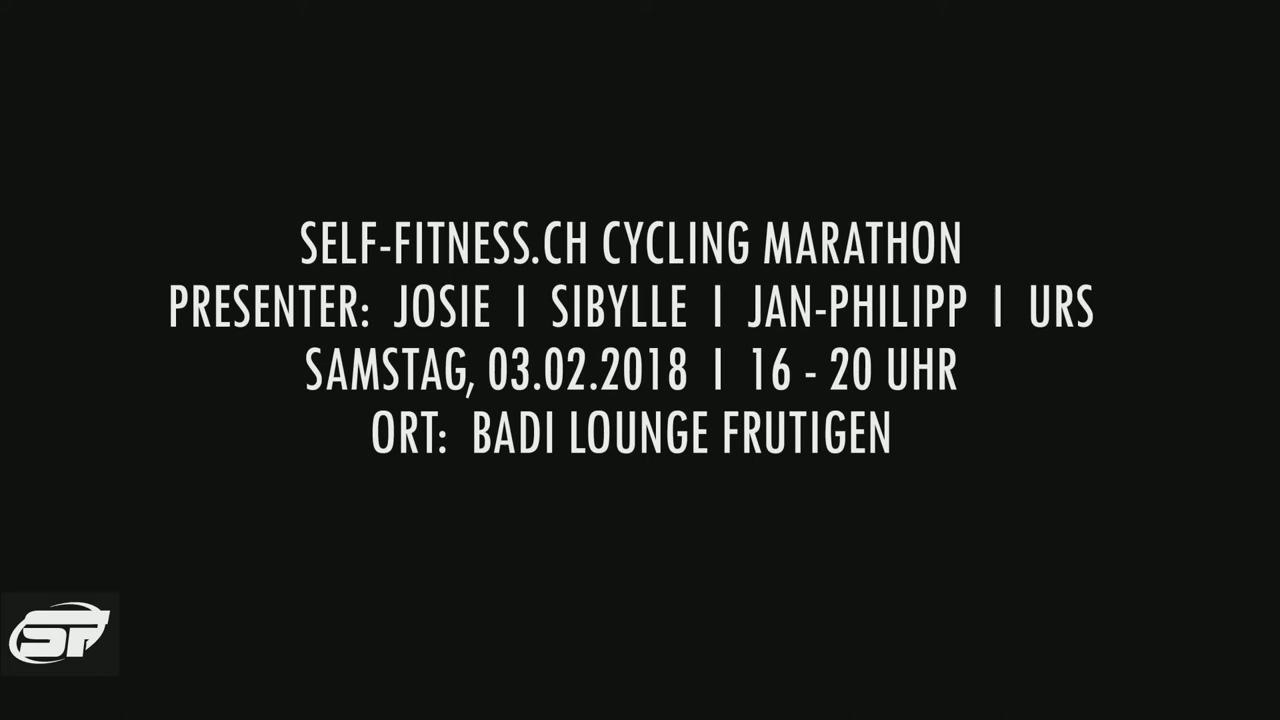 SELF-FITNESS.CH CYCLING MARATHON
PRESENTER: JOSIE I SIBYLLE I JAN-PHILIPP I URS
SAMSTAG, 03.02.2018 I 16 - 20 UHR
ORT: BADI LOUNGE FRUTIGEN
SF